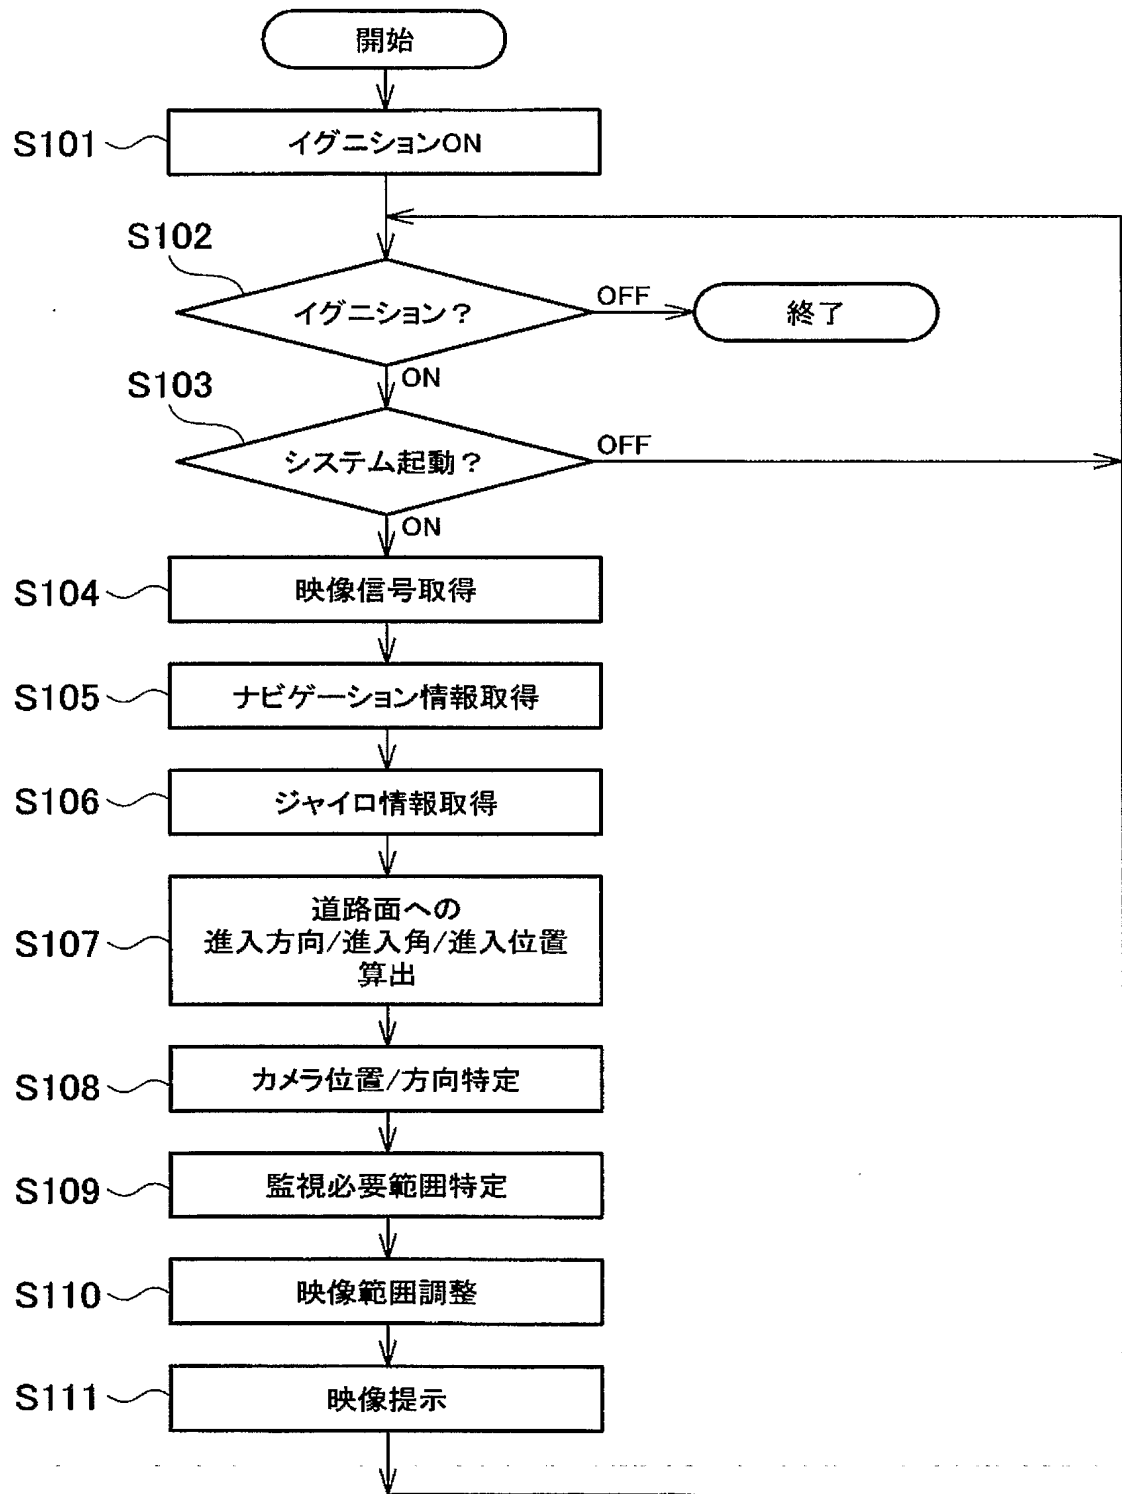 開始
S101
イグニションON
S102
イグニション？
OFF
終了
ON
S103
システム起動？
OFF
ON
S104
映像信号取得
S105
ナビゲーション情報取得
S106
ジャイロ情報取得
S107
道路面への
進入方向/進入角/進入位置
算出
S108
カメラ位置/方向特定
S109
監視必要範囲特定
S110
映像範囲調整
S111
映像提示